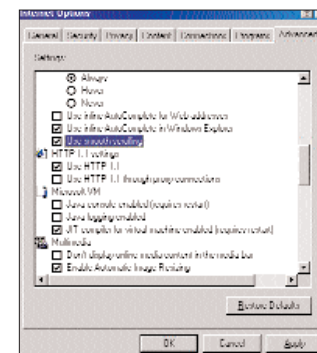 Internet Options
General Security Privacy Content Connections Programs Advanced
Settings:
Always
Hover
Never
Use inline AutoComplete for Web addresses
Use inline AutoComplete in Windows Explorer
Use smooth scrolling
HTTP 1.1 settings
Use HTTP 1.1
Use HTTP 1.1 through proxy connections
Microsoft VM
Java console enabled (requires restart)
Java logging enabled
JIT compiler for virtual machine enabled (requires restart)
Multimedia
Don't display online media content in the media bar
Enable Automatic Image Resizing
Restore Defaults
OK Cancel Apply